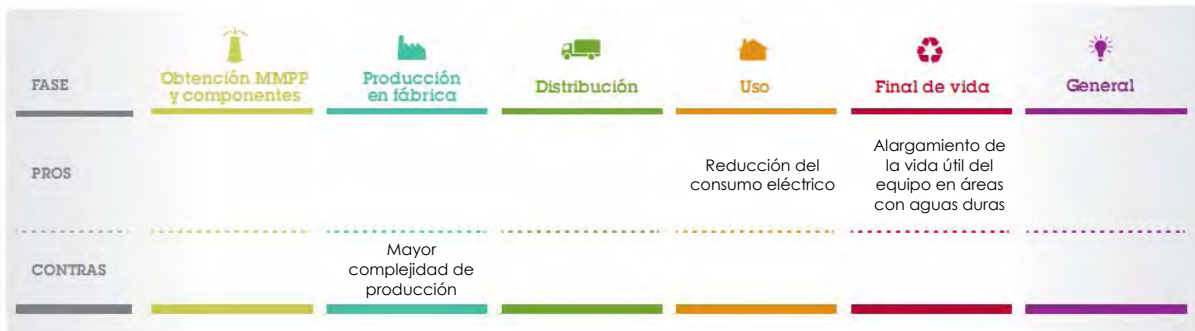 FASE
Obtención MMPP
y componentes
Producción
en fábrica
Distribución
Uso
Final de vida
General
PROS
Reducción del
consumo eléctrico
Alargamiento de
la vida útil del
equipo en áreas
con aguas duras
CONTRAS
Mayor
complejidad de
producción